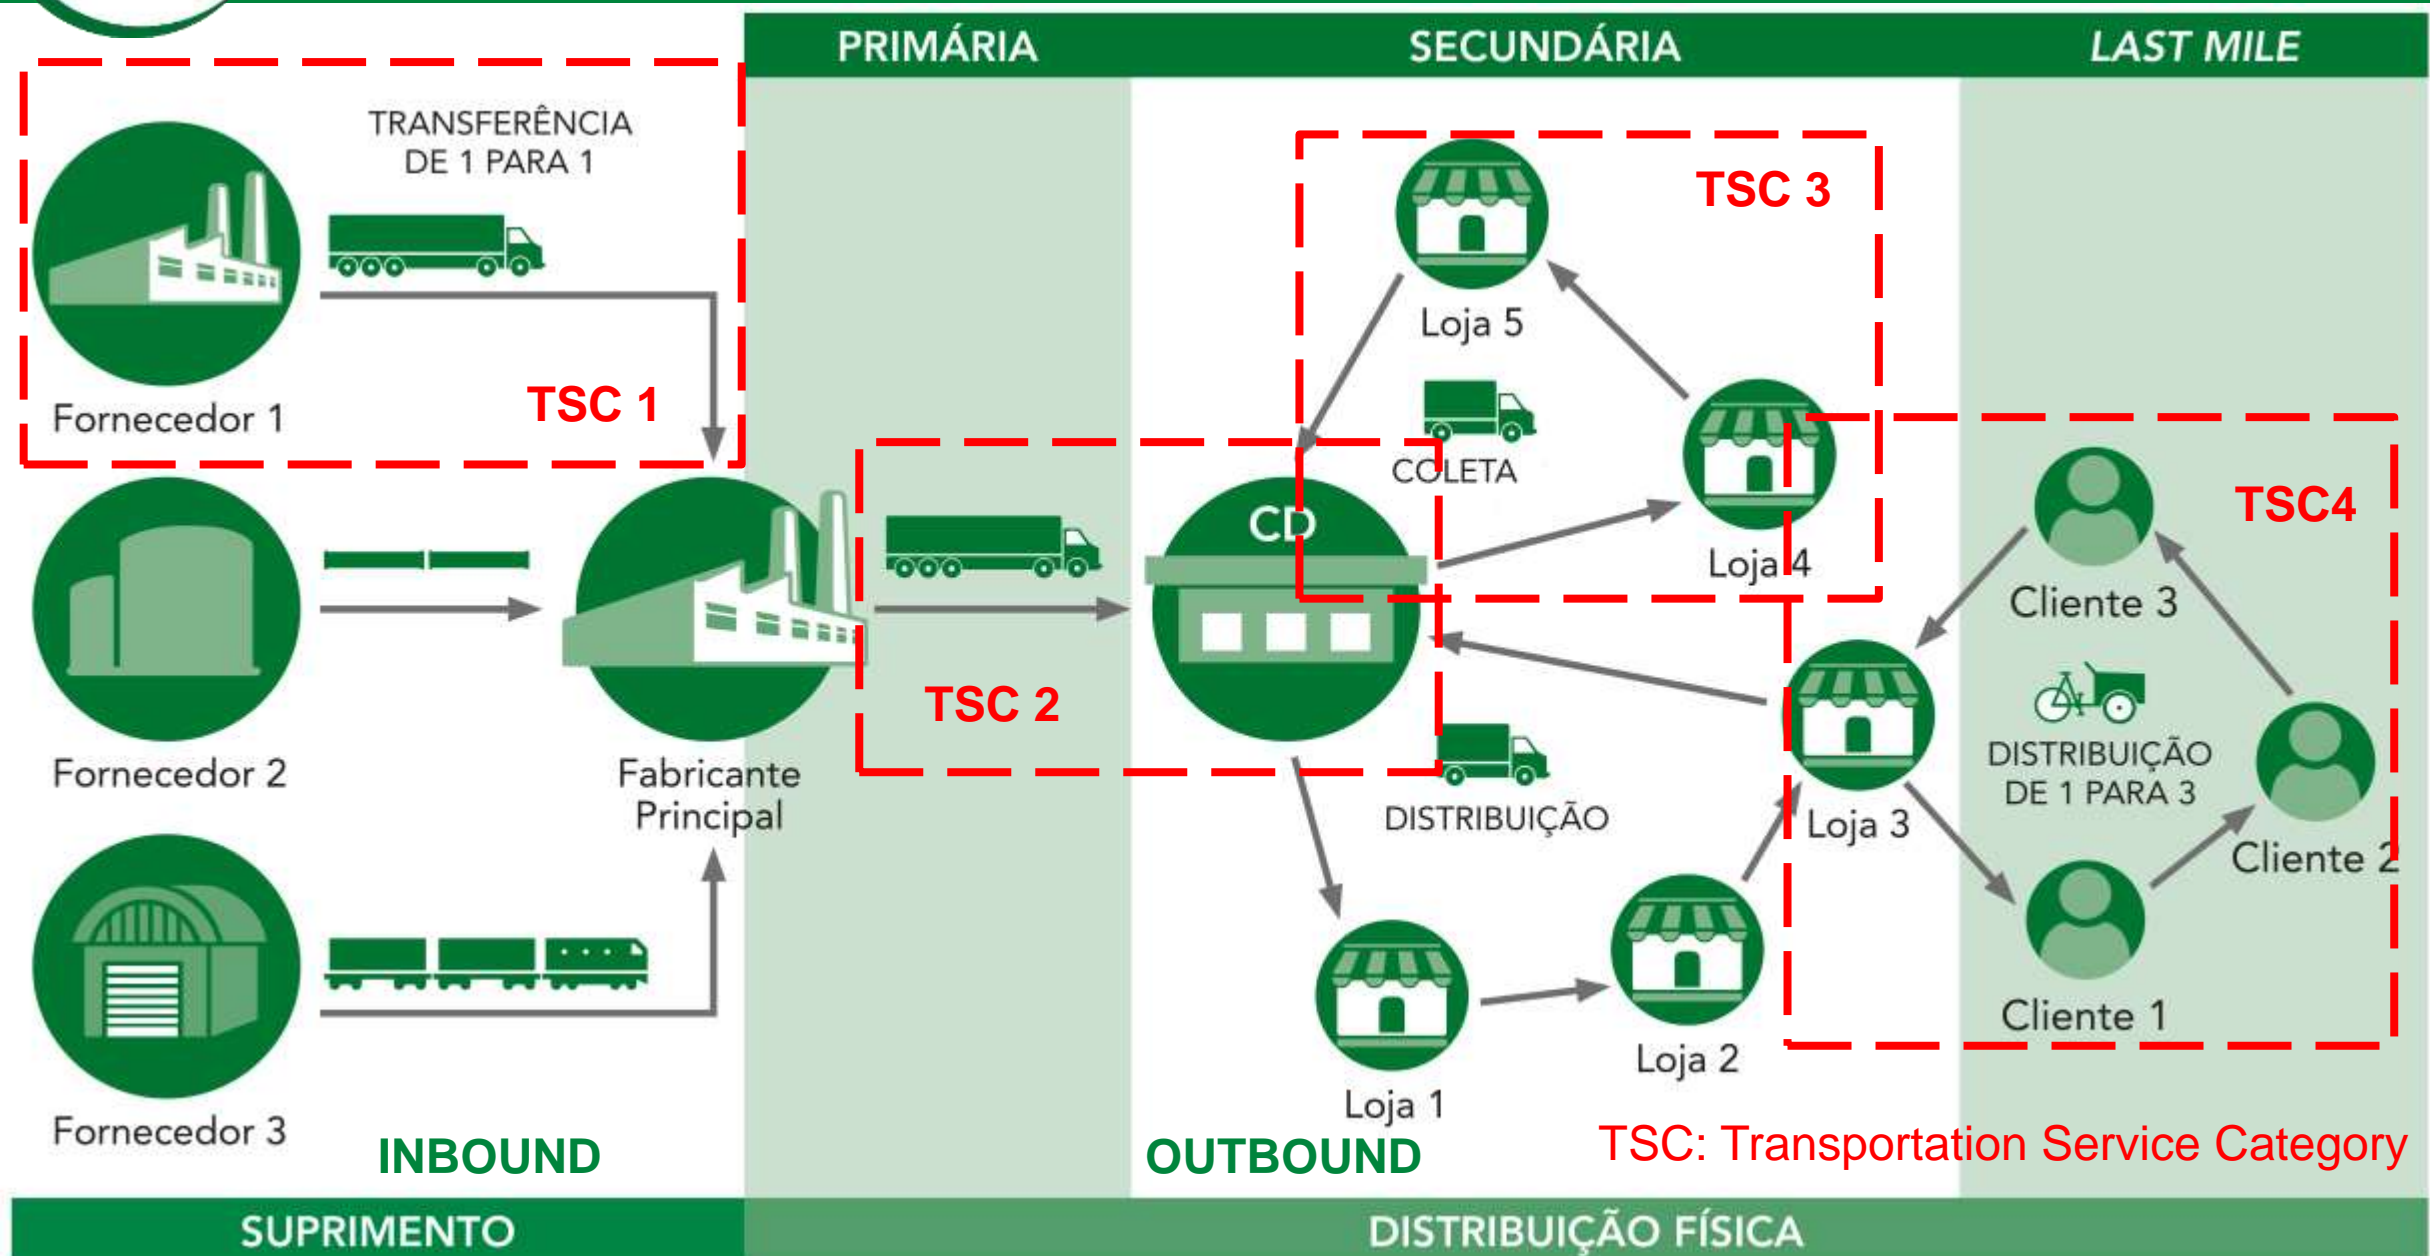 PRIMÁRIA
SECUNDÁRIA
LAST MILE
TRANSFERÊNCIA
DE 1 PARA 1
TSC 1
Fornecedor 1
Fornecedor 2
Fornecedor 3
Fabricante
Principal
TSC 2
CD
TSC 3
Loja 5
COLETA
Loja 4
DISTRIBUIÇÃO
Loja 1
Loja 2
Loja 3
TSC4
Cliente 3
DISTRIBUIÇÃO
DE 1 PARA 3
Cliente 2
Cliente 1
INBOUND
OUTBOUND
TSC: Transportation Service Category
SUPRIMENTO
DISTRIBUIÇÃO FÍSICA